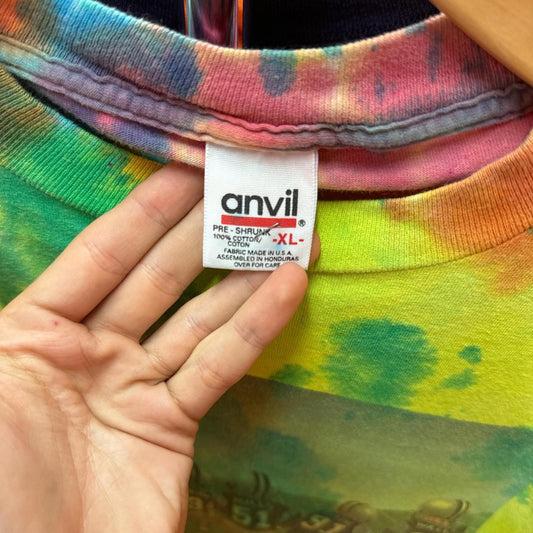 anvil®
PRE - SHRUNK
100% COTTON/
COTON
-XL-
FABRIC MADE IN U.S.A.
ASSEMBLED IN HONDURAS
OVER FOR CARE